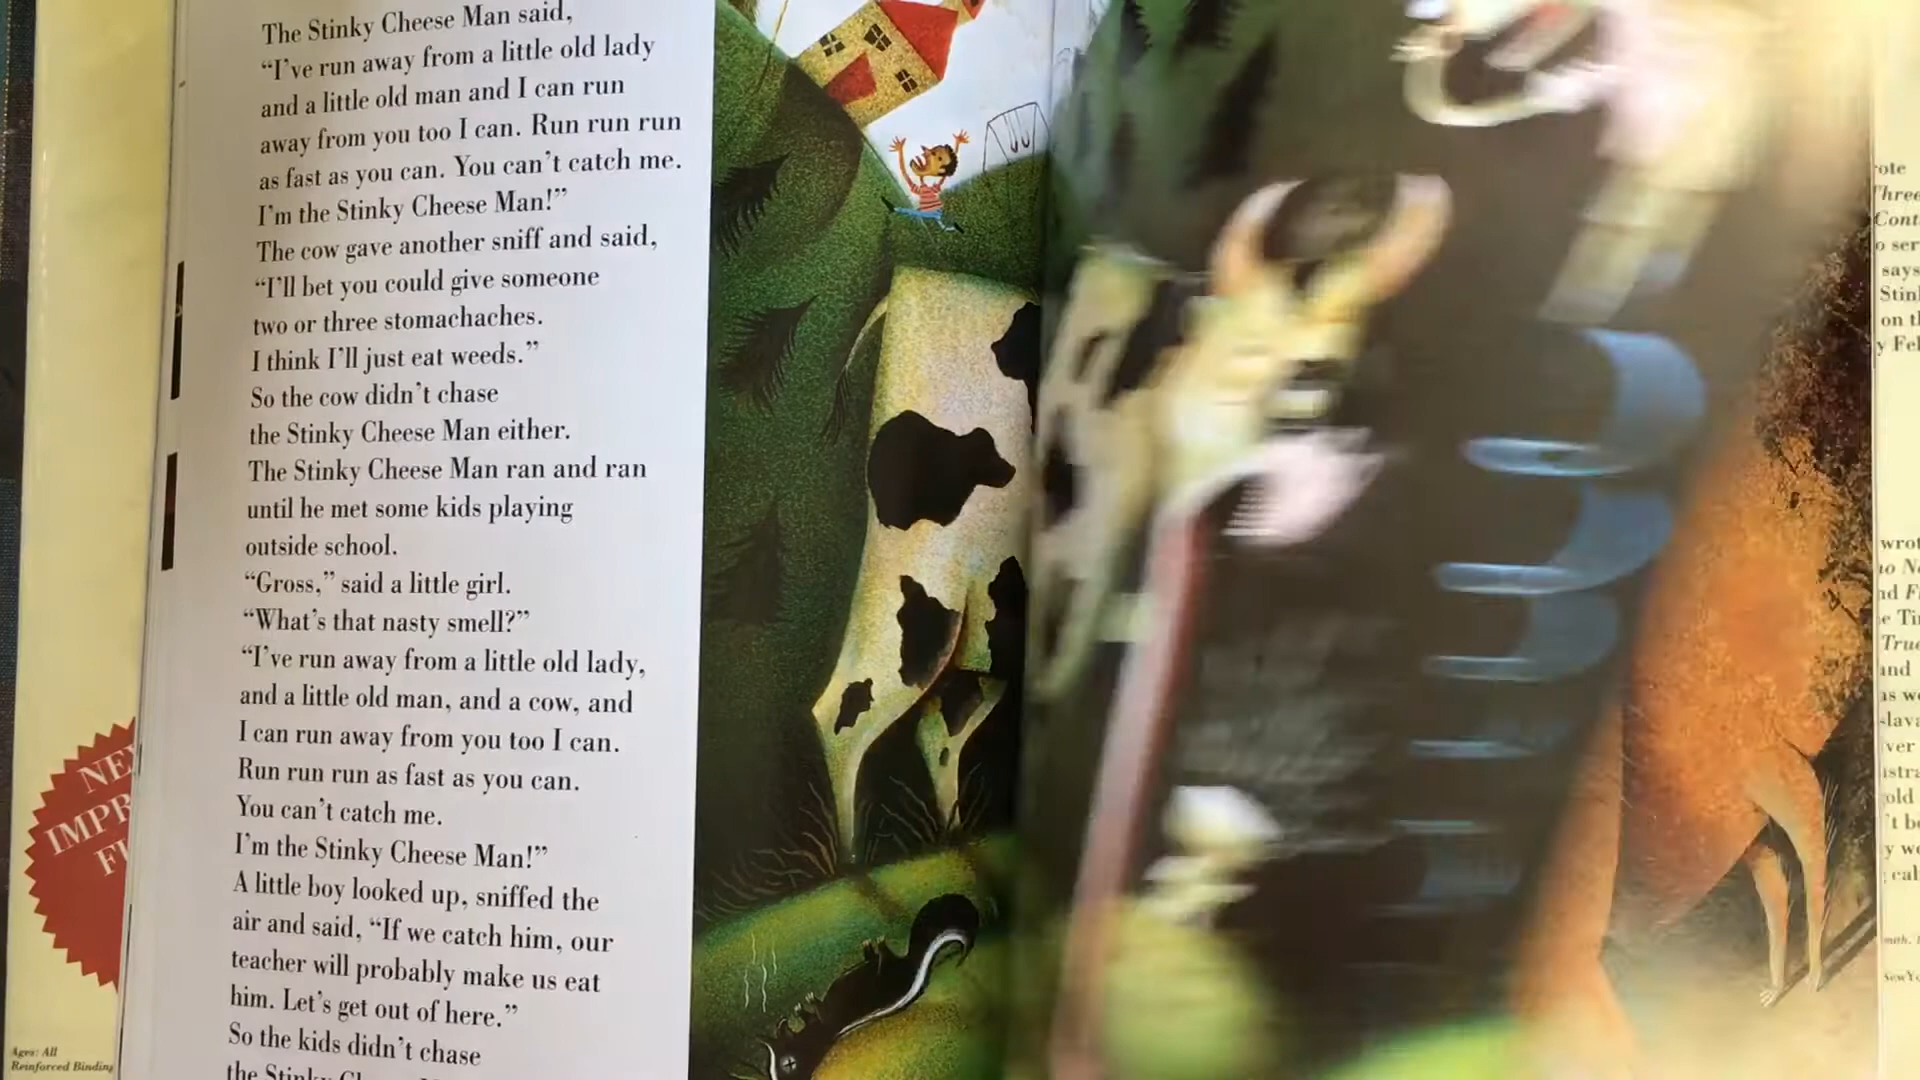 The Stinky Cheese Man said,
“I’ve run away from a little old lady
and a little old man and I can run
away from you too I can. Run run run
as fast as you can. You can’t catch me.
I’m the Stinky Cheese Man!”
The cow gave another sniff and said,
“I’ll bet you could give someone
two or three stomachaches.
I think I’ll just eat weeds.”
So the cow didn’t chase
the Stinky Cheese Man either.
The Stinky Cheese Man ran and ran
until he met some kids playing
outside school.
“Gross,” said a little girl.
“What’s that nasty smell?”
“I’ve run away from a little old lady,
and a little old man, and a cow, and
I can run away from you too I can.
Run run run as fast as you can.
You can’t catch me.
I’m the Stinky Cheese Man!”
A little boy looked up, sniffed the
air and said, “If we catch him, our
teacher will probably make us eat
him. Let’s get out of here.”
So the kids didn’t chase
the
Ages: All
Reinforced Binding
says
on
and